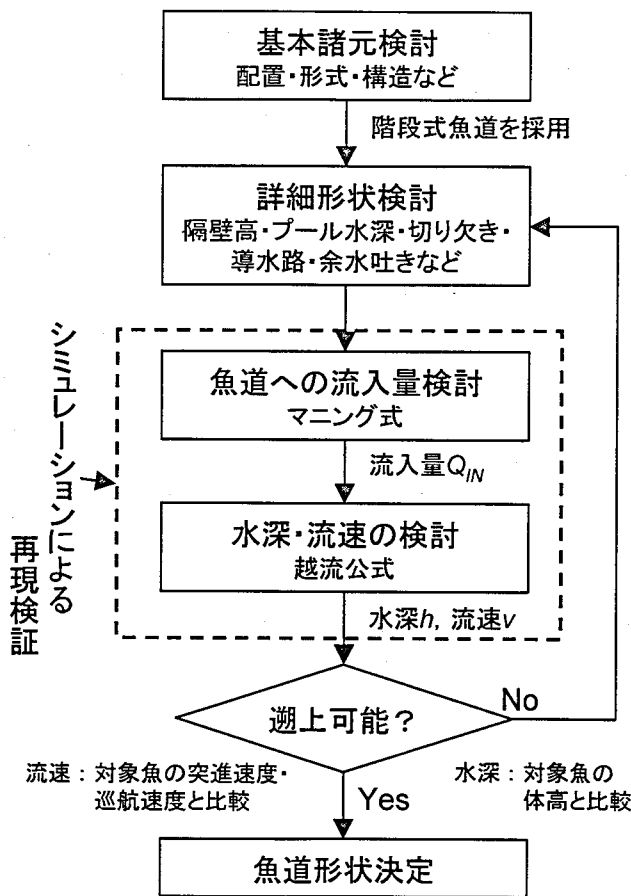 基本諸元検討
配置・形式・構造など
階段式魚道を採用
詳細形状検討
隔壁高・プール水深・切り欠き・
導水路・余水吐きなど
シミュレーションによる
再現検証
魚道への流入量検討
マニング式
流入量QIN
水深・流速の検討
越流公式
水深h, 流速v
遡上可能？
No
流速：対象魚の突進速度・
巡航速度と比較
Yes
水深：対象魚の
体高と比較
魚道形状決定